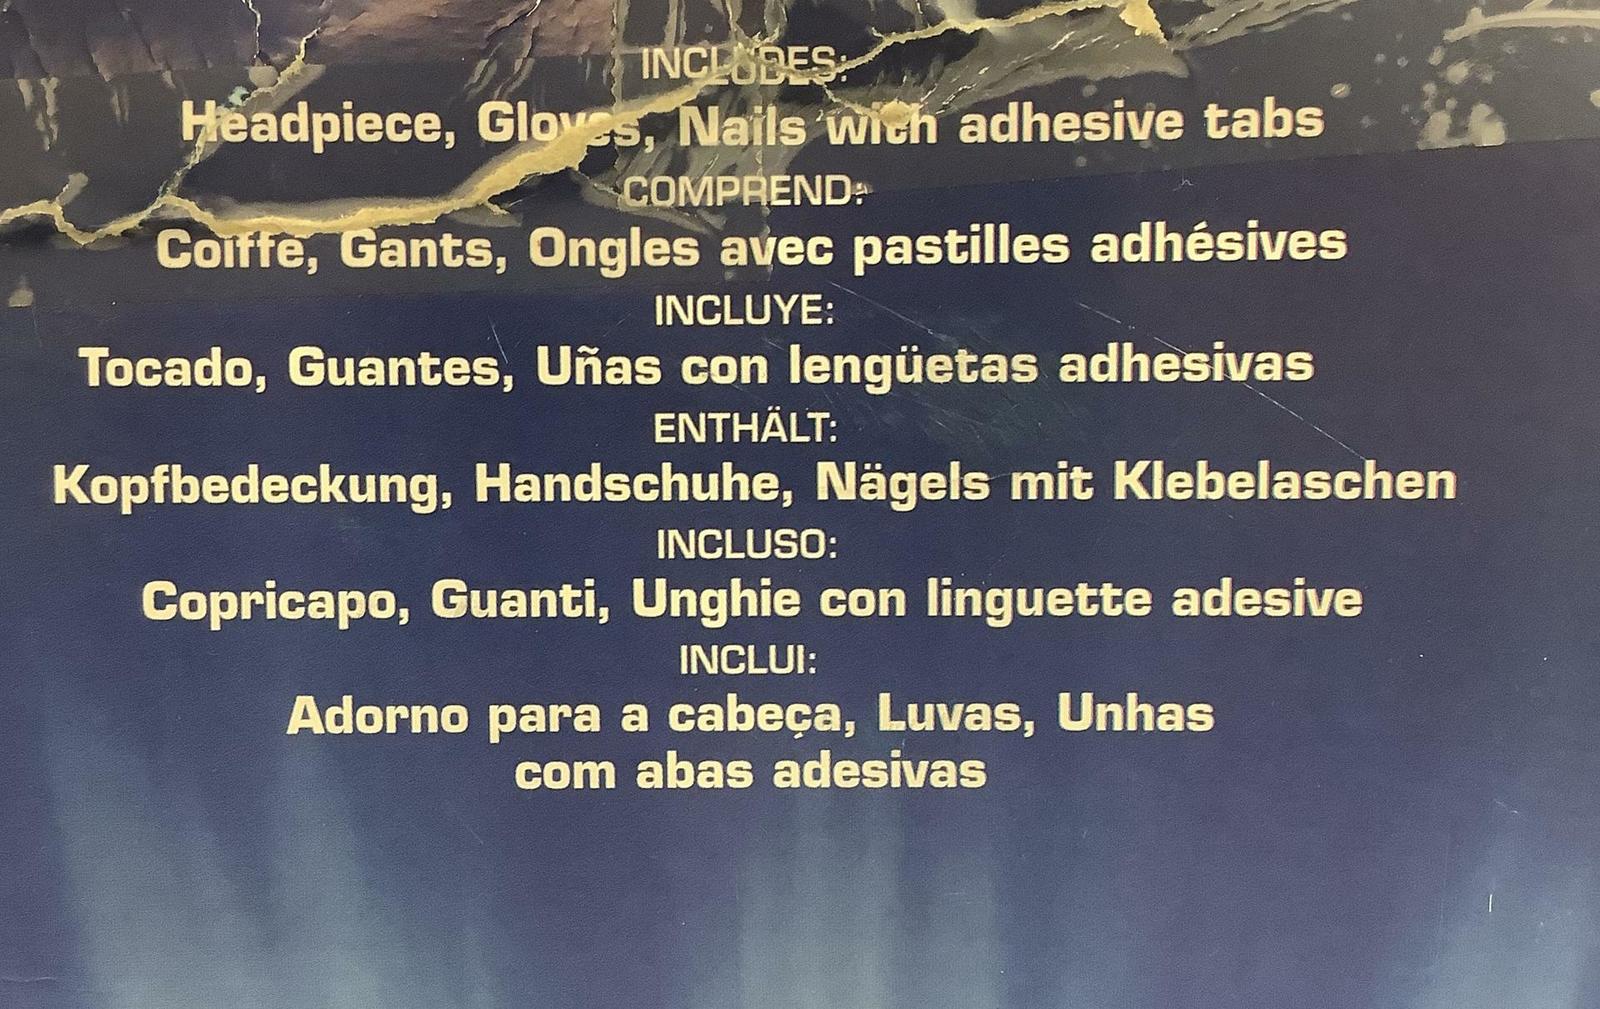 INCLUDES:
Headpiece, Gloves, Nails with adhesive tabs
COMPREND:
Coiffe, Gants, Ongles avec pastilles adhésives
INCLUYE:
Tocado, Guantes, Uñas con lengüetas adhesivas
ENTHÄLT:
Kopfbedeckung, Handschuhe, Nägels mit Klebelaschen
INCLUSO:
Copricapo, Guanti, Unghie con linguette adesive
INCLUI:
Adorno para a cabeça, Luvas, Unhas
com abas adesivas